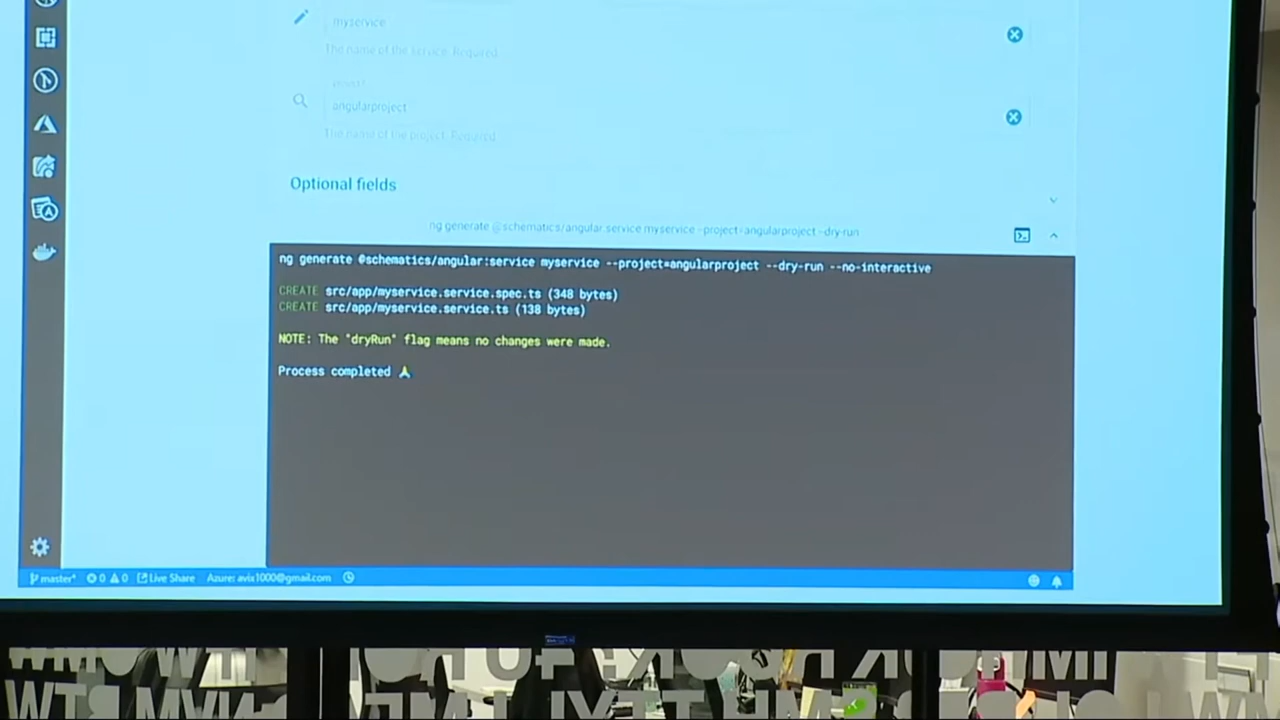 myservice
The name of the service. Required.
project*
angularproject
The name of the project. Required.
Optional fields
ng generate @schematics/angular:service myservice --project=angularproject --dry-run
ng generate @schematics/angular:service myservice --project=angularproject --dry-run --no-interactive
CREATE src/app/myservice.service.spec.ts (348 bytes)
CREATE src/app/myservice.service.ts (138 bytes)
NOTE: The "dryRun" flag means no changes were made.
Process completed 🙏
master* 0 0 Live Share Azure: avix1000@gmail.com